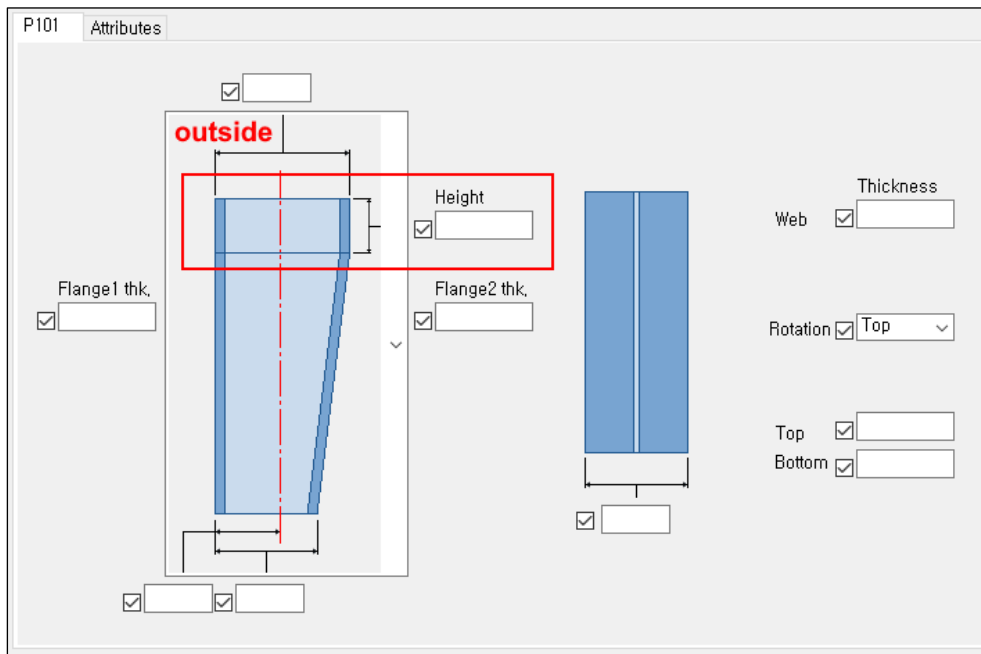 P101
Attributes
outside
Height
Thickness
Web
Flange1 thk,
Flange2 thk,
Rotation
Top
Top
Bottom